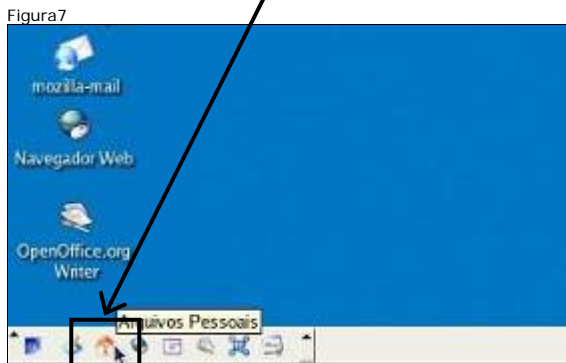 Figura7
mozilla-mail
Navegador Web
OpenOffice.org
Writer
Arquivos Pessoais